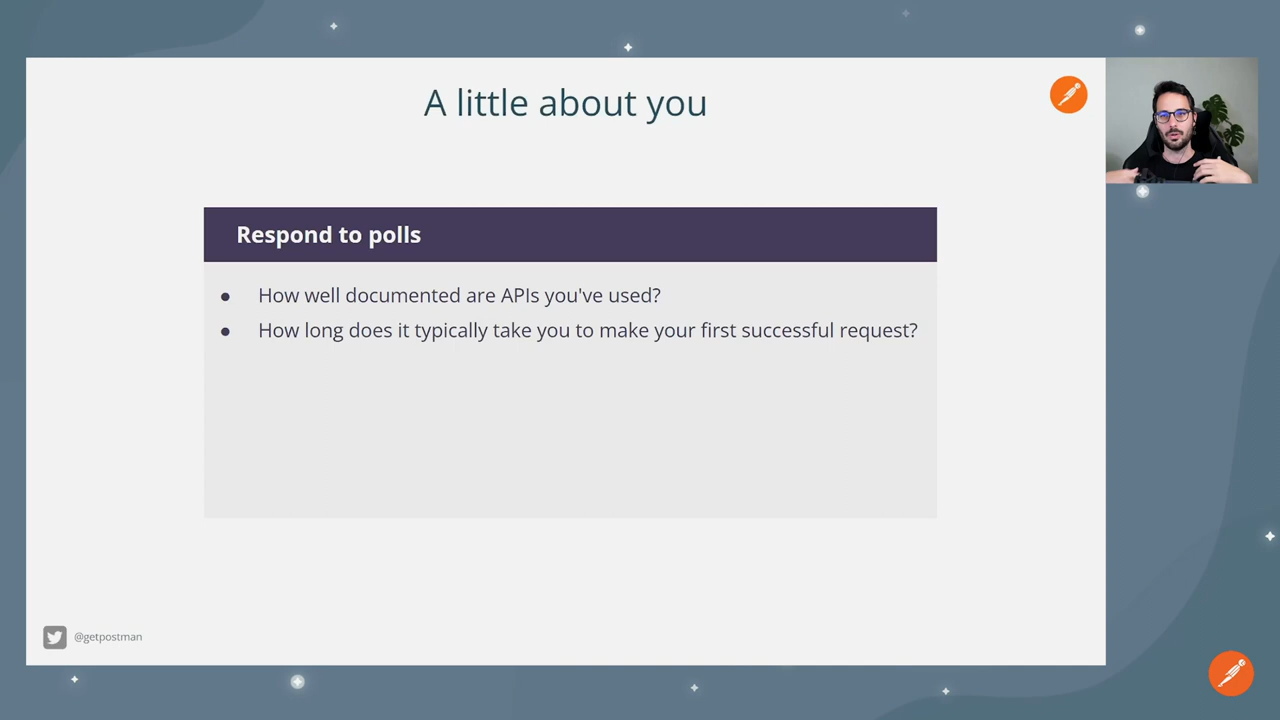 A little about you
Respond to polls
● How well documented are APIs you've used?
● How long does it typically take you to make your first successful request?
@getpostman